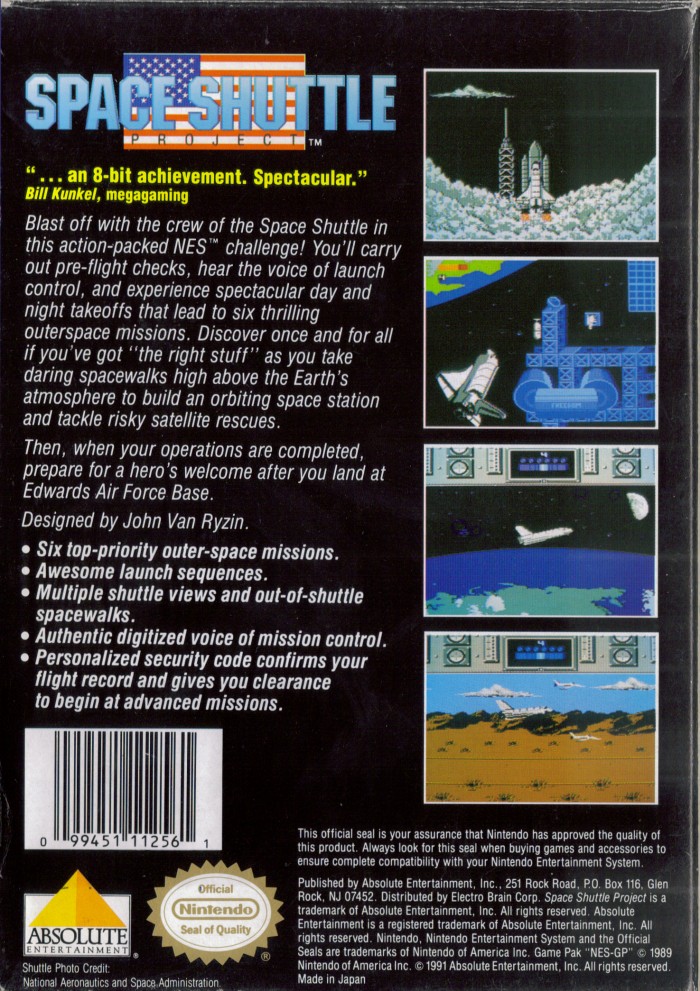 SPACE SHUTTLE
PROJECT™
“... an 8-bit achievement. Spectacular.”
Bill Kunkel, megagaming
Blast off with the crew of the Space Shuttle in
this action-packed NES™ challenge! You'll carry
out pre-flight checks, hear the voice of launch
control, and experience spectacular day and
night takeoffs that lead to six thrilling
outerspace missions. Discover once and for all
if you've got "the right stuff" as you take
daring spacewalks high above the Earth's
atmosphere to build an orbiting space station
and tackle risky satellite rescues.
Then, when your operations are completed,
prepare for a hero's welcome after you land at
Edwards Air Force Base.
Designed by John Van Ryzin.
• Six top-priority outer-space missions.
• Awesome launch sequences.
• Multiple shuttle views and out-of-shuttle
spacewalks.
• Authentic digitized voice of mission control.
• Personalized security code confirms your
flight record and gives you clearance
to begin at advanced missions.
FREEDOM
4
4
0 99451 11256 1
ABSOLUTE
ENTERTAINMENT®
Official
Nintendo
Seal of Quality
®
Shuttle Photo Credit:
National Aeronautics and Space Administration.
This official seal is your assurance that Nintendo has approved the quality of
this product. Always look for this seal when buying games and accessories to
ensure complete compatibility with your Nintendo Entertainment System.
Published by Absolute Entertainment, Inc., 251 Rock Road, P.O. Box 116, Glen
Rock, NJ 07452. Distributed by Electro Brain Corp. Space Shuttle Project is a
trademark of Absolute Entertainment, Inc. All rights reserved. Absolute
Entertainment is a registered trademark of Absolute Entertainment, Inc. All
rights reserved. Nintendo, Nintendo Entertainment System and the Official
Seals are trademarks of Nintendo of America Inc. Game Pak "NES-GP" © 1989
Nintendo of America Inc. © 1991 Absolute Entertainment, Inc. All rights reserved.
Made in Japan